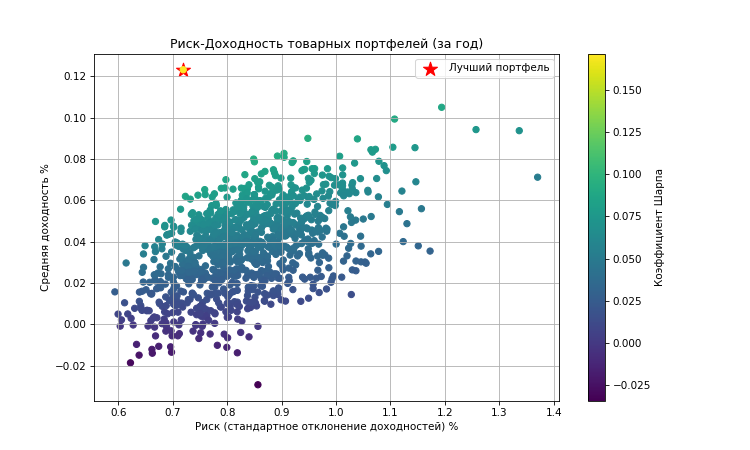 Риск-Доходность товарных портфелей (за год)
Лучший портфель
Средняя доходность %
0.12
0.10
0.08
0.06
0.04
0.02
0.00
−0.02
0.6 0.7 0.8 0.9 1.0 1.1 1.2 1.3 1.4
Риск (стандартное отклонение доходностей) %
0.150
0.125
0.100
0.075
0.050
0.025
0.000
−0.025
Коэффициент Шарпа